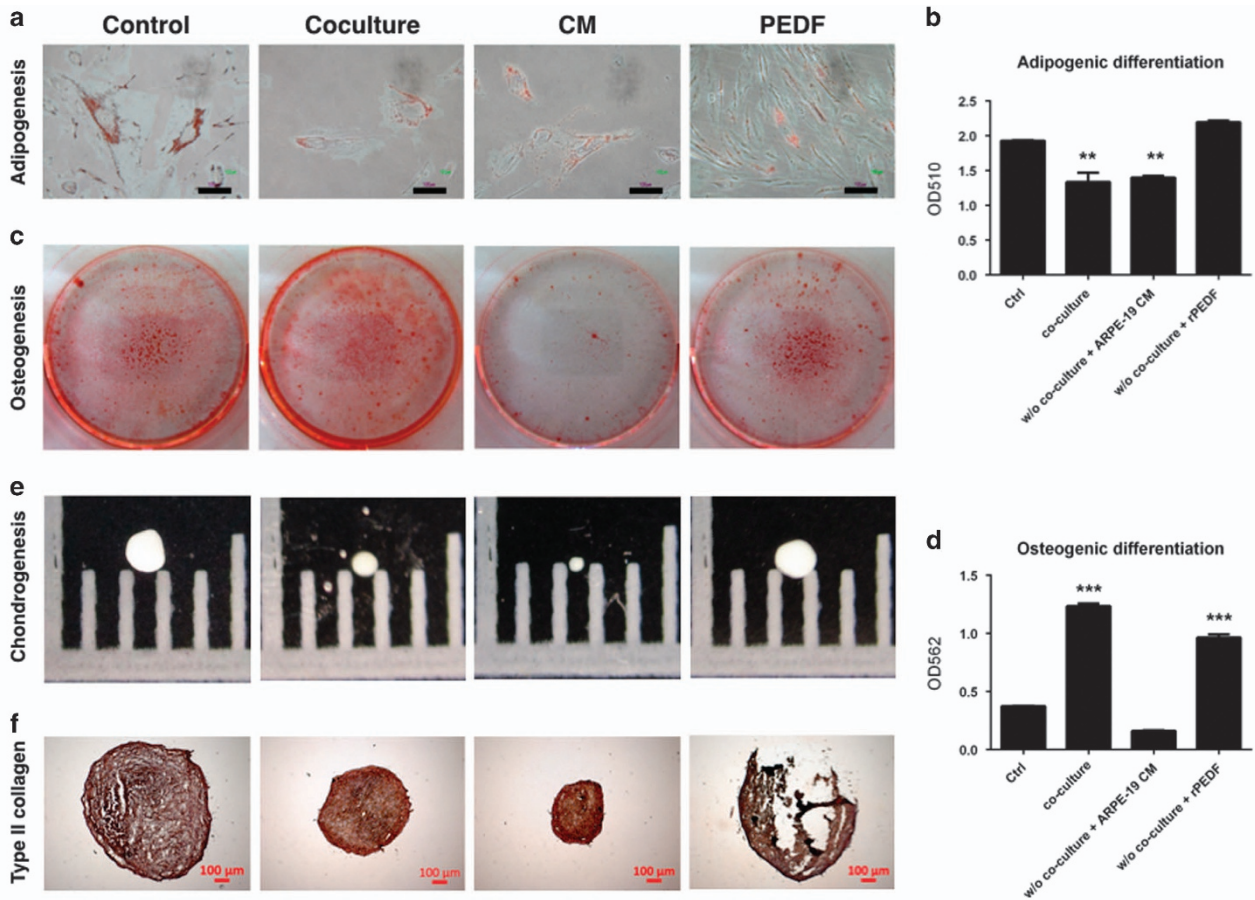 a
Control
Coculture
CM
PEDF
Adipogenesis
b
Adipogenic differentiation
OD510
2.5
2.0
1.5
1.0
0.5
0.0
**
**
Ctrl
co-culture
w/o co-culture + ARPE-19 CM
w/o co-culture + rPEDF
c
Osteogenesis
e
Chondrogenesis
d
Osteogenic differentiation
OD562
1.5
1.0
0.5
0.0
***
***
Ctrl
co-culture
w/o co-culture + ARPE-19 CM
w/o co-culture + rPEDF
f
Type II collagen
100 μm
100 μm
100 μm
100 μm